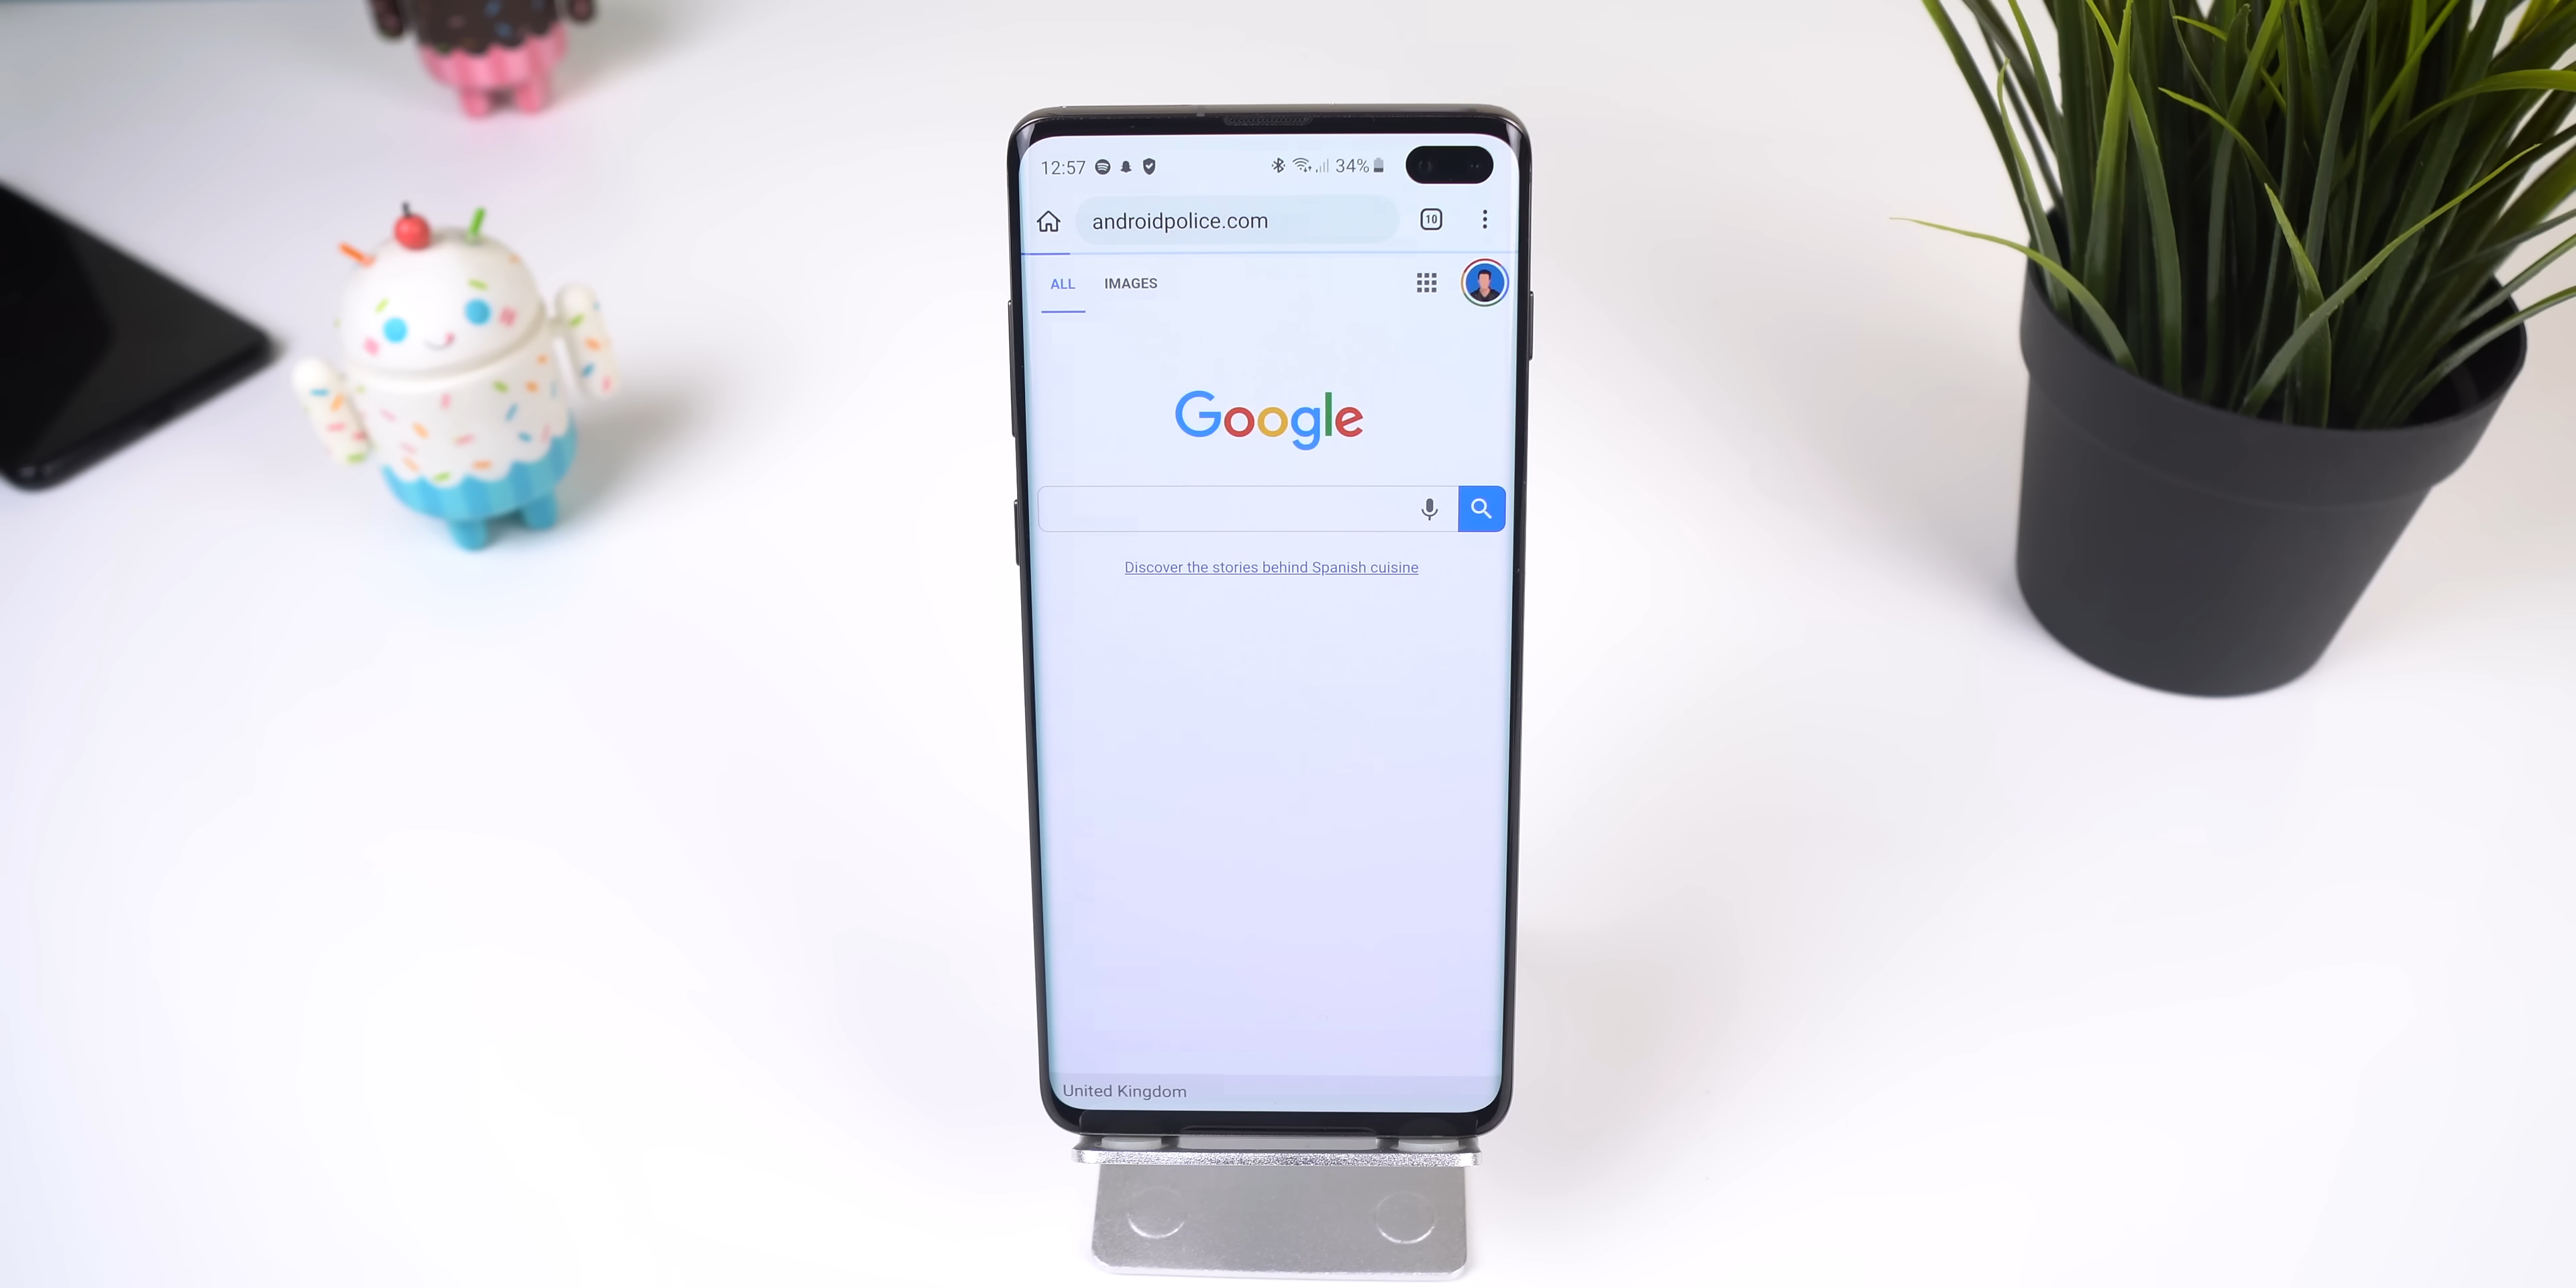 12:57 34%
androidpolice.com 10
ALL IMAGES
Google
Discover the stories behind Spanish cuisine
United Kingdom